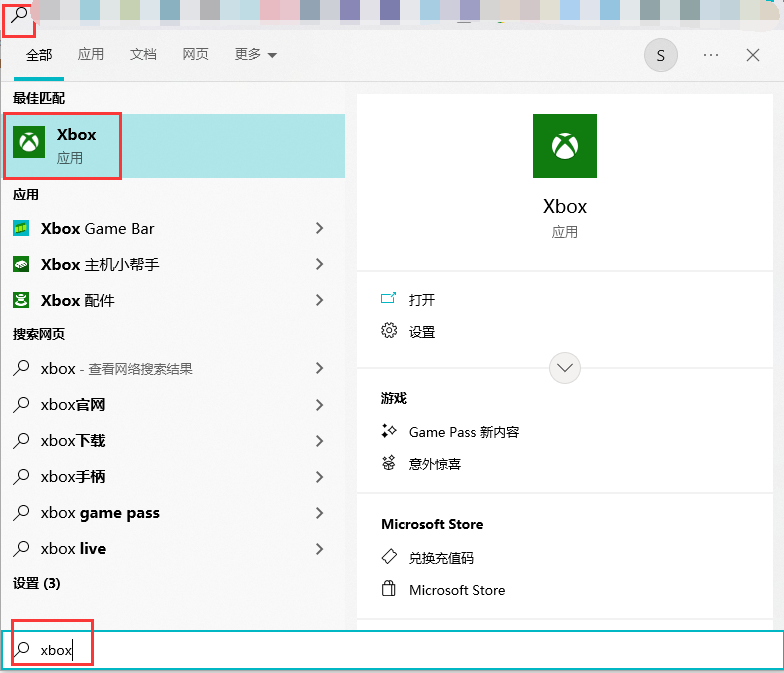 全部 应用 文档 网页 更多 S ...
最佳匹配
Xbox
应用
应用
Xbox Game Bar
Xbox 主机小帮手
Xbox 配件
搜索网页
xbox - 查看网络搜索结果
xbox官网
xbox下载
xbox手柄
xbox game pass
xbox live
设置 (3)
Xbox
应用
打开
设置
游戏
Game Pass 新内容
意外惊喜
Microsoft Store
兑换充值码
Microsoft Store
xbox